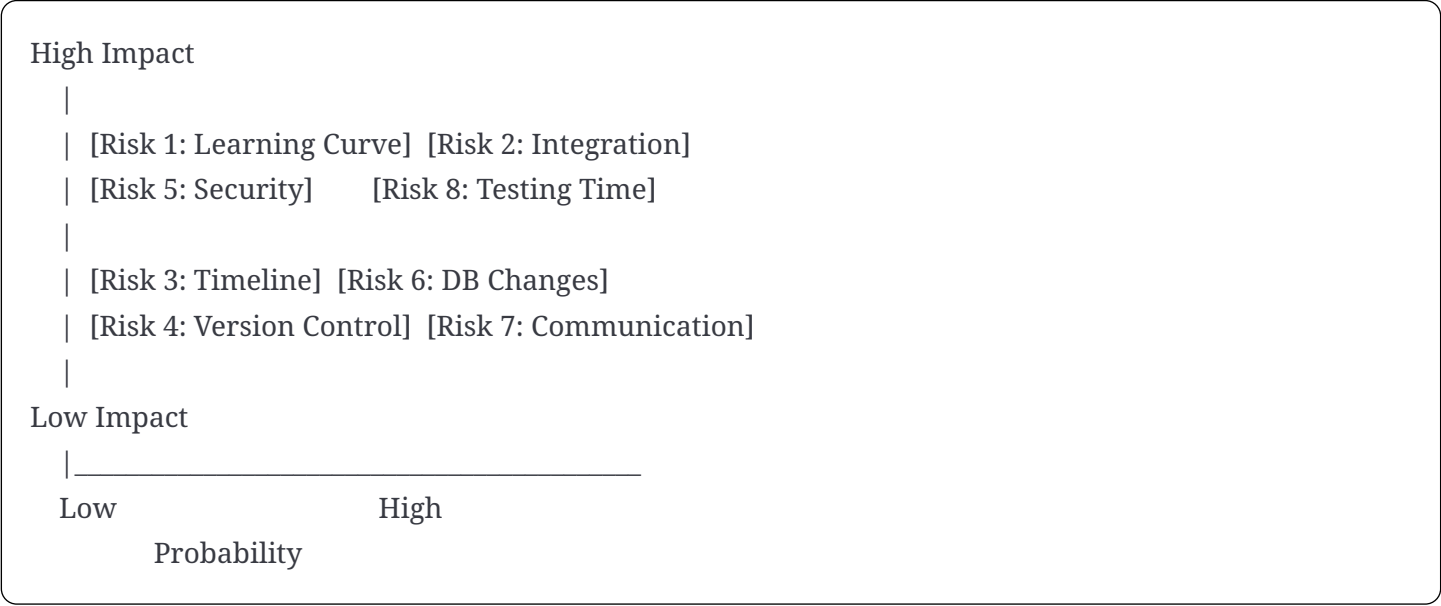 High Impact
|
| [Risk 1: Learning Curve] [Risk 2: Integration]
| [Risk 5: Security] [Risk 8: Testing Time]
|
| [Risk 3: Timeline] [Risk 6: DB Changes]
| [Risk 4: Version Control] [Risk 7: Communication]
|
Low Impact
|________________________________________
Low High
Probability